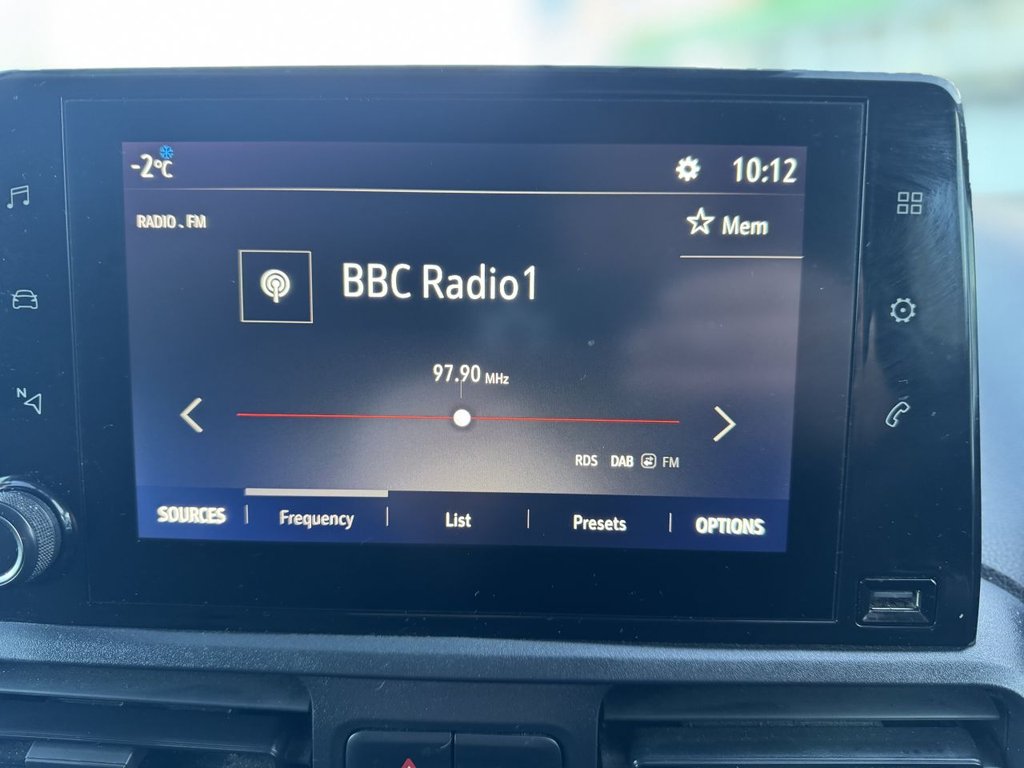 -2°C 10:12
RADIO . FM
Mem
BBC Radio1
97.90 MHz
N
RDS DAB FM
SOURCES Frequency List Presets OPTIONS